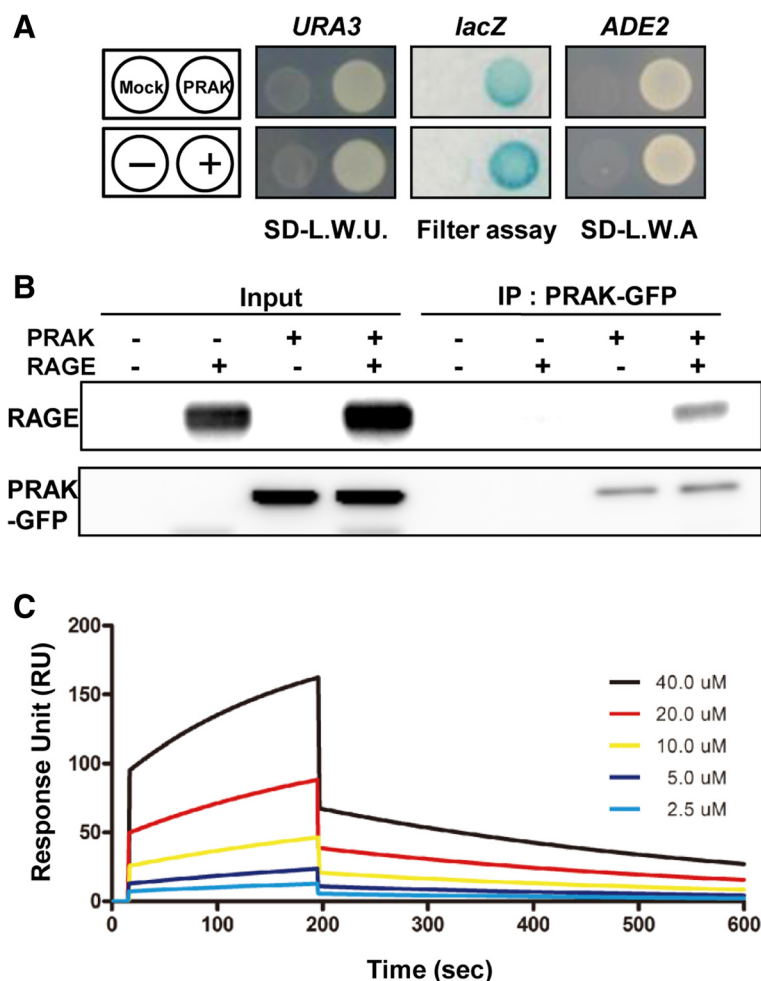 A
URA3 lacZ ADE2
Mock PRAK
− +
SD-L.W.U. Filter assay SD-L.W.A
B
Input IP : PRAK-GFP
PRAK - - + + - - + +
RAGE - + - + - + - +
RAGE
PRAK
-GFP
C
Response Unit (RU)
200
150
100
50
0
0 100 200 300 400 500 600
Time (sec)
40.0 uM
20.0 uM
10.0 uM
5.0 uM
2.5 uM